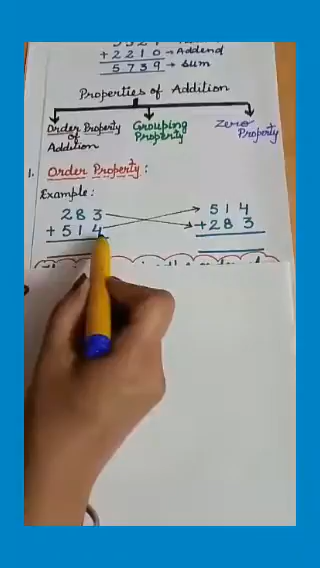 + 2 2 1 0 → Addend
5 7 3 9 → Sum
Properties of Addition
Order Property of Addition
Grouping Property
Zero Property
1. Order Property :
Example :
2 8 3
+ 5 1 4
5 1 4
+ 2 8 3